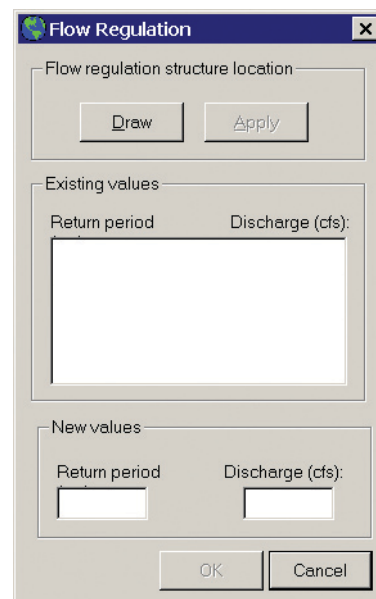 Flow Regulation
Flow regulation structure location
Draw Apply
Existing values
Return period Discharge (cfs):
New values
Return period Discharge (cfs):
OK Cancel